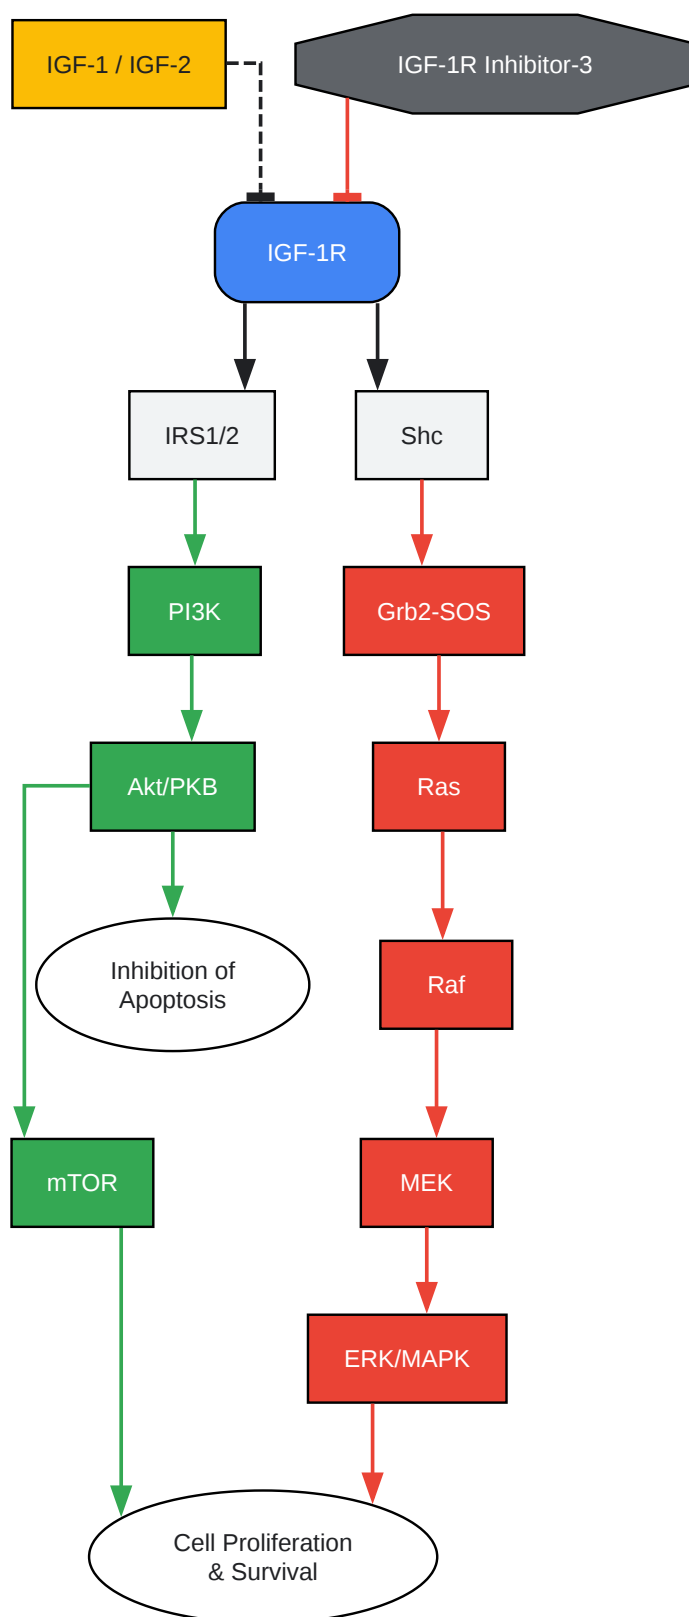 IGF-1 / IGF-2
IGF-1R Inhibitor-3
IGF-1R
IRS1/2
Shc
PI3K
Grb2-SOS
Akt/PKB
Ras
Inhibition of
Apoptosis
Raf
mTOR
MEK
ERK/MAPK
Cell Proliferation
& Survival